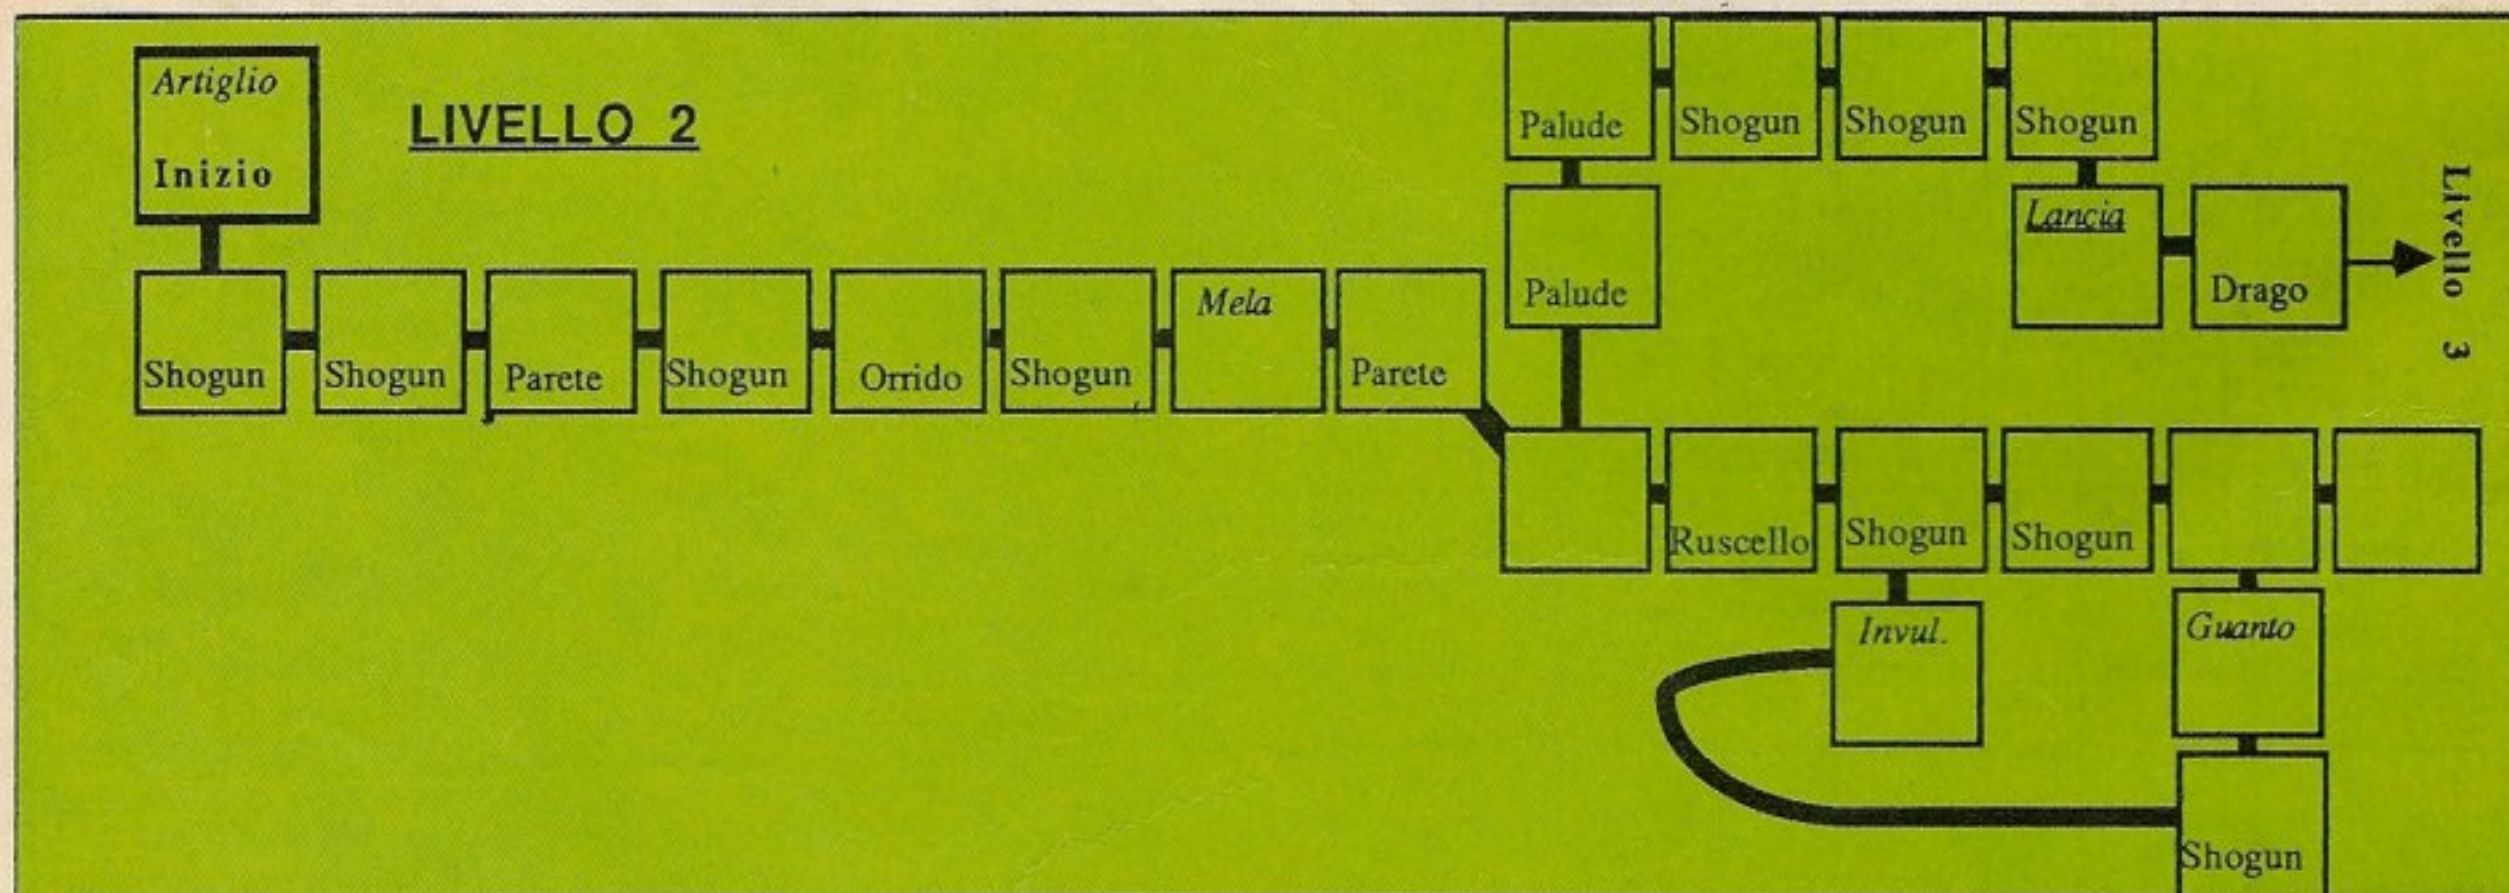 Artiglio
Inizio
LIVELLO 2
Palude
Shogun
Shogun
Shogun
Palude
Lancia
Drago
Livello 3
Shogun
Shogun
Parete
Shogun
Orrido
Shogun
Mela
Parete
Ruscello
Shogun
Shogun
Invul.
Guanto
Shogun